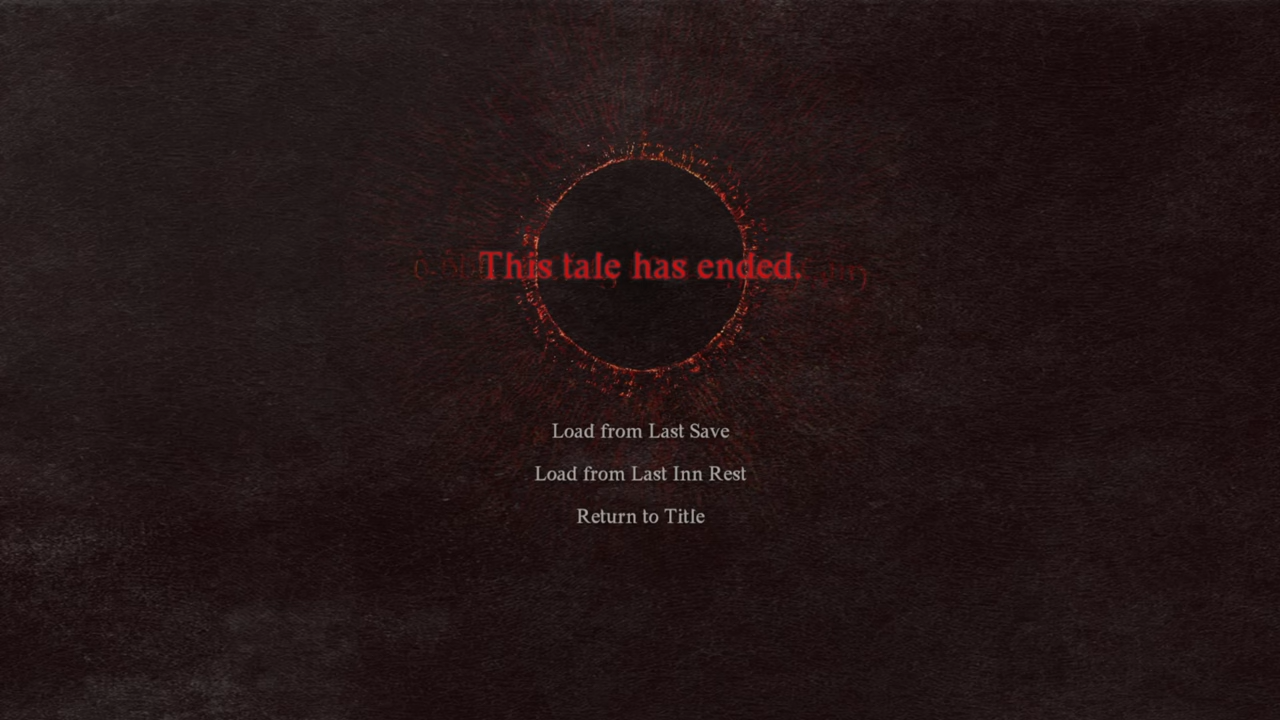 This tale has ended.
Load from Last Save
Load from Last Inn Rest
Return to Title